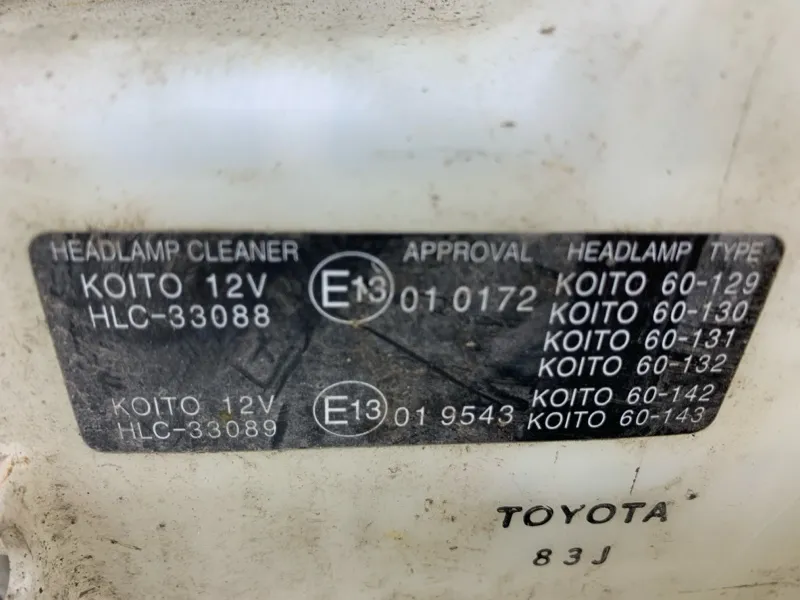 HEADLAMP CLEANER APPROVAL HEADLAMP TYPE
KOITO 12V E13 01 0172 KOITO 60-129
HLC-33088 KOITO 60-130
KOITO 60-131
KOITO 60-132
KOITO 12V E13 01 9543 KOITO 60-142
HLC-33089 KOITO 60-143
TOYOTA
83J